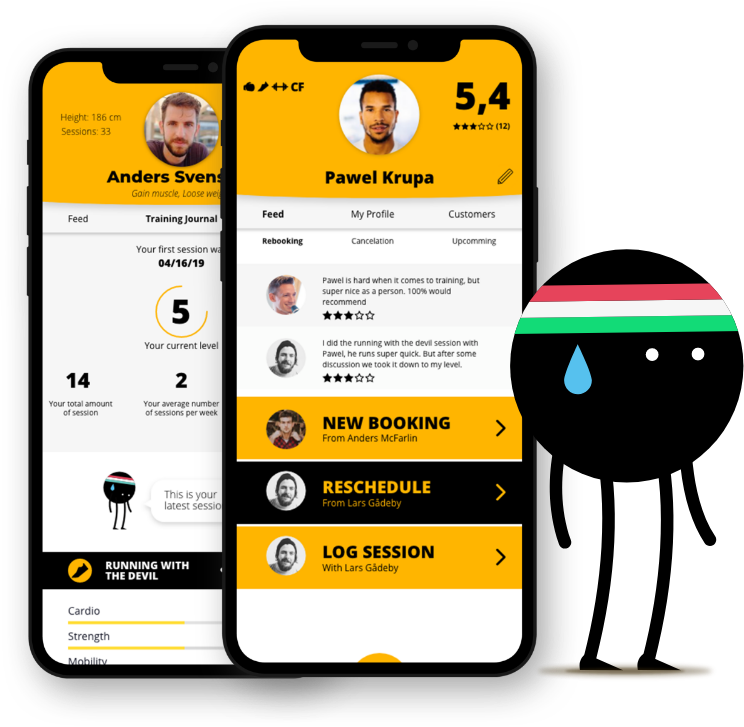 Height: 186 cm
Sessions: 33
Anders Svens
Gain muscle, Loose weig
Feed
Training Journal
Your first session wa
04/16/19
5
Your current level
14
2
Your total amount
of session
Your average number
of sessions per week
This is your
latest sessio
RUNNING WITH
THE DEVIL
Cardio
Strength
Mobility
CF
5,4
(12)
Pawel Krupa
Feed
My Profile
Customers
Rebooking
Cancelation
Upcomming
Pawel is hard when it comes to training, but
super nice as a person. 100% would
recommend
I did the running with the devil session with
Pawel, he runs super quick. But after some
discussion we took it down to my level.
NEW BOOKING
From Anders McFarlin
RESCHEDULE
From Lars Gådeby
LOG SESSION
With Lars Gådeby